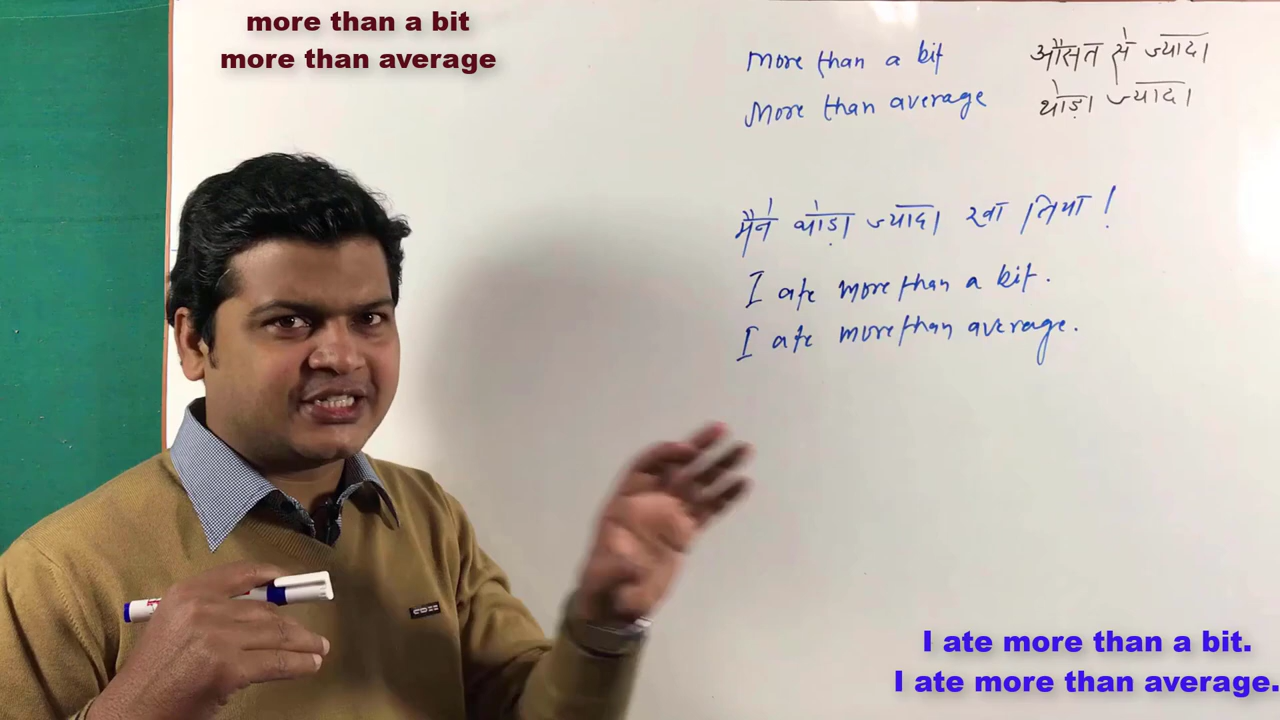 more than a bit
more than average
More than a bit औसत से ज्यादा
More than average थोड़ा ज्यादा
मैंने थोड़ा ज्यादा खा लिया !
I ate more than a bit.
I ate more than average.
I ate more than a bit.
I ate more than average.